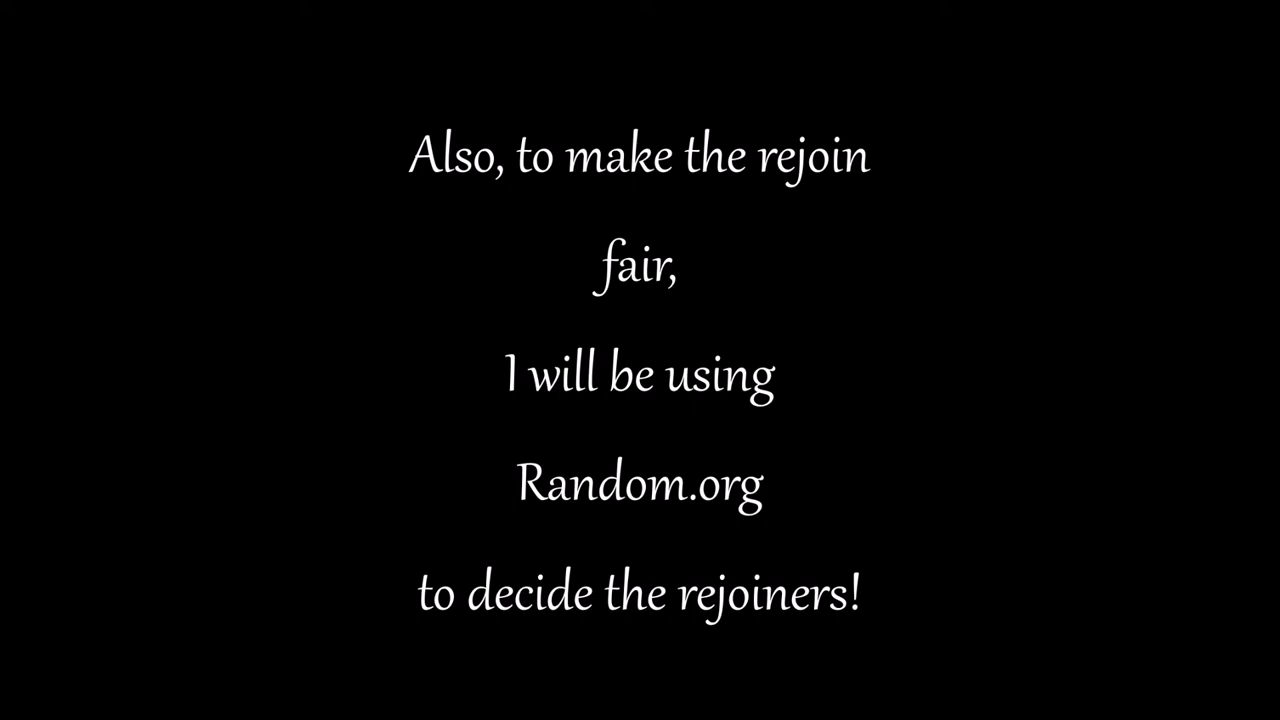 Also, to make the rejoin
fair,
I will be using
Random.org
to decide the rejoiners!